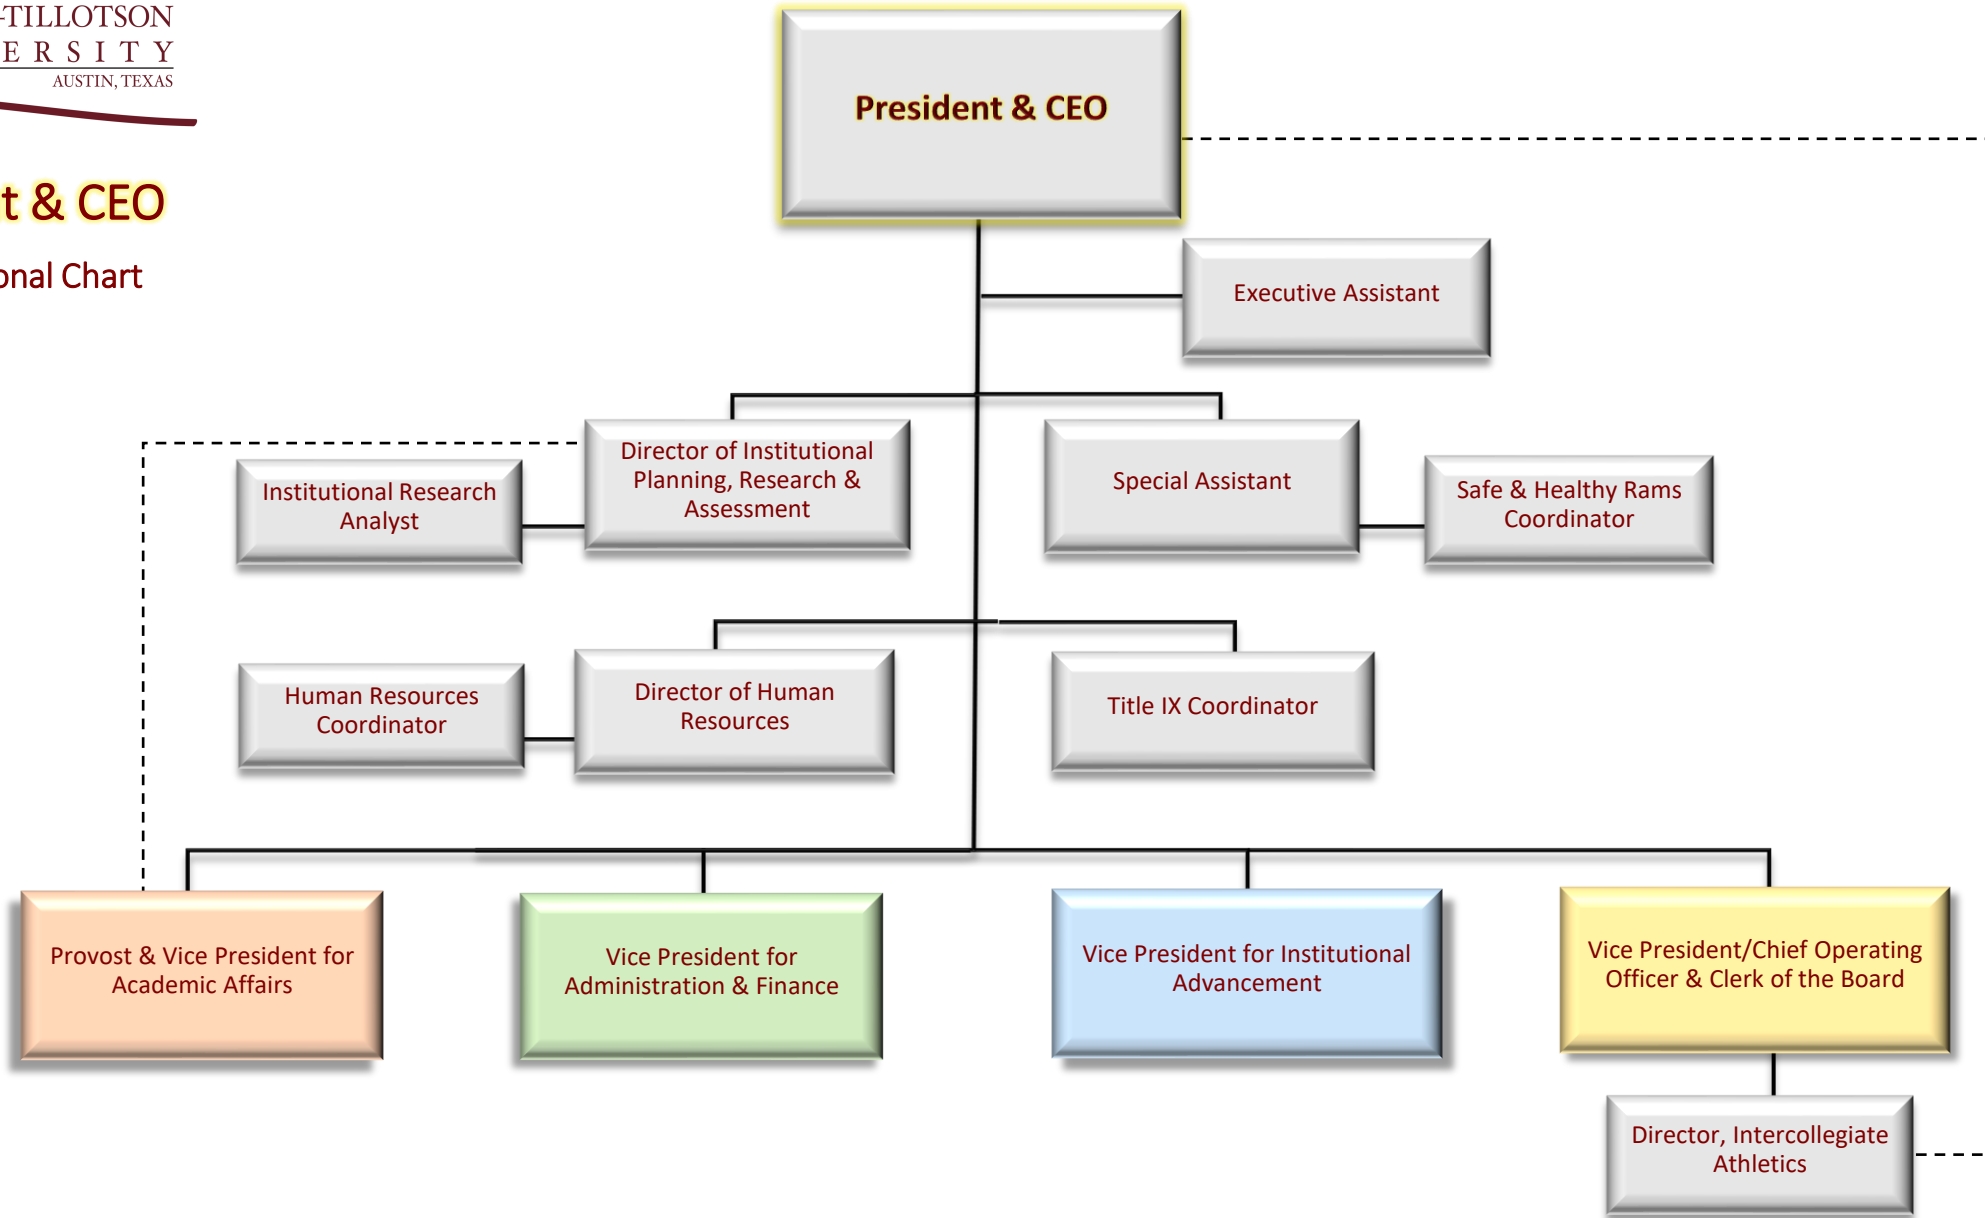 -TILLOTSON
E R S I T Y
AUSTIN, TEXAS
t & CEO
onal Chart
President & CEO
Executive Assistant
Director of Institutional
Planning, Research &
Assessment
Institutional Research
Analyst
Special Assistant
Safe & Healthy Rams
Coordinator
Human Resources
Coordinator
Director of Human
Resources
Title IX Coordinator
Provost & Vice President for
Academic Affairs
Vice President for
Administration & Finance
Vice President for Institutional
Advancement
Vice President/Chief Operating
Officer & Clerk of the Board
Director, Intercollegiate
Athletics